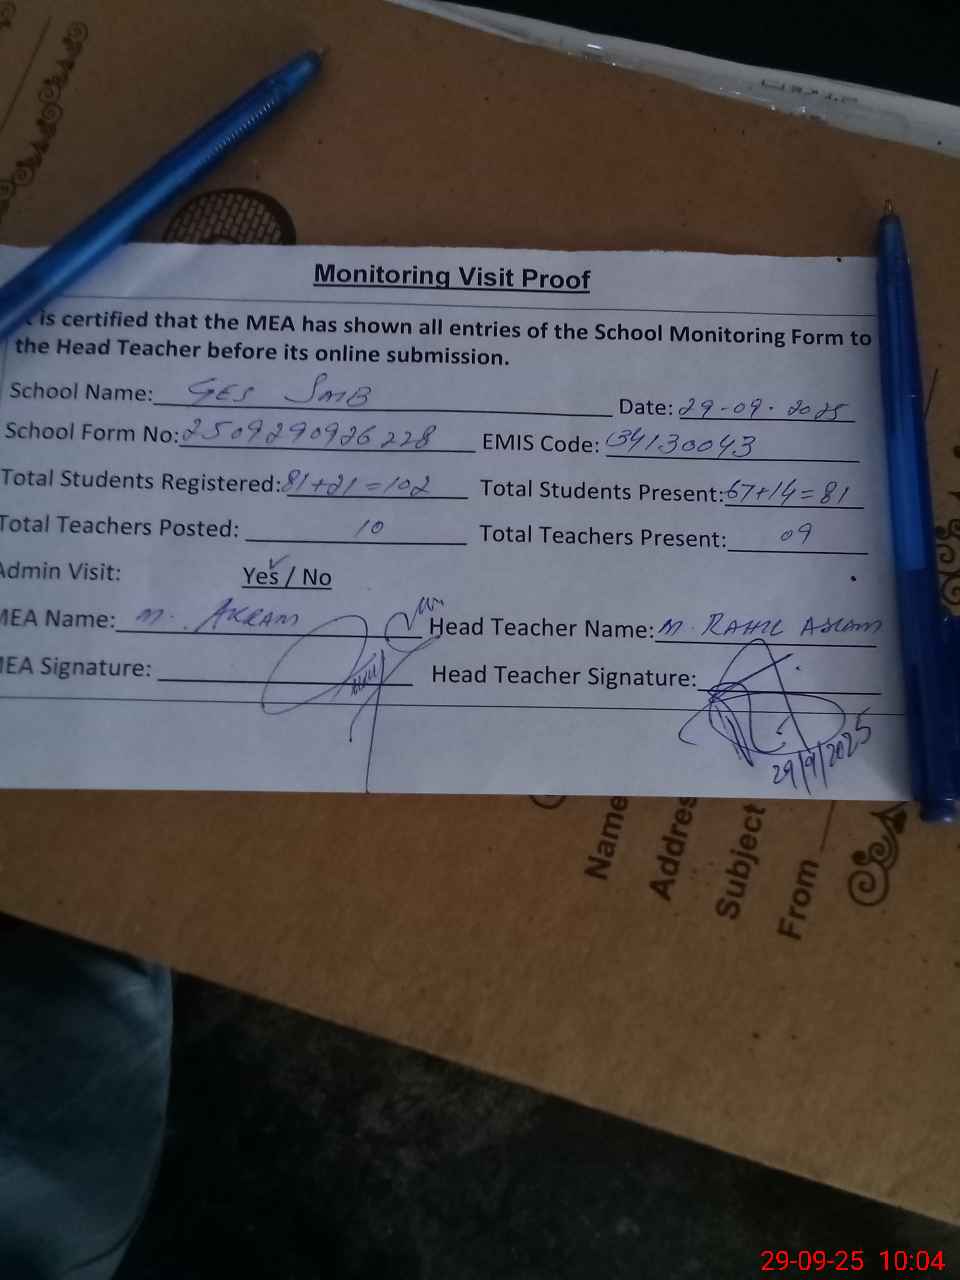 Monitoring Visit Proof
is certified that the MEA has shown all entries of the School Monitoring Form to
the Head Teacher before its online submission.
School Name: GES SMB Date: 29-09-2025
School Form No: 2509290926228 EMIS Code: 34130043
Total Students Registered: 81+21=102 Total Students Present: 67+14=81
Total Teachers Posted: 10 Total Teachers Present: 09
Admin Visit: Yes / No
MEA Name: M. AKRAM Head Teacher Name: M. RAHIL ASLAM
MEA Signature: Head Teacher Signature:
29/9/2025
Name
Address
Subject
From
29-09-25 10:04